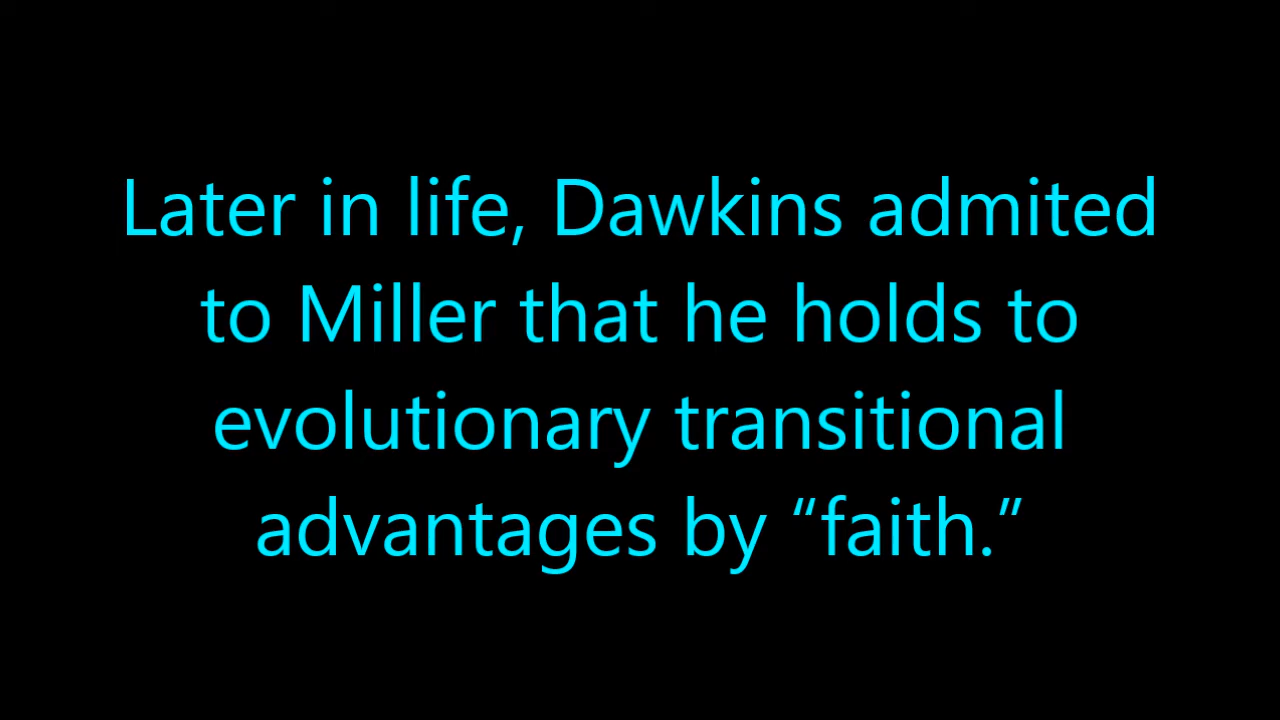 Later in life, Dawkins admited
to Miller that he holds to
evolutionary transitional
advantages by “faith.”